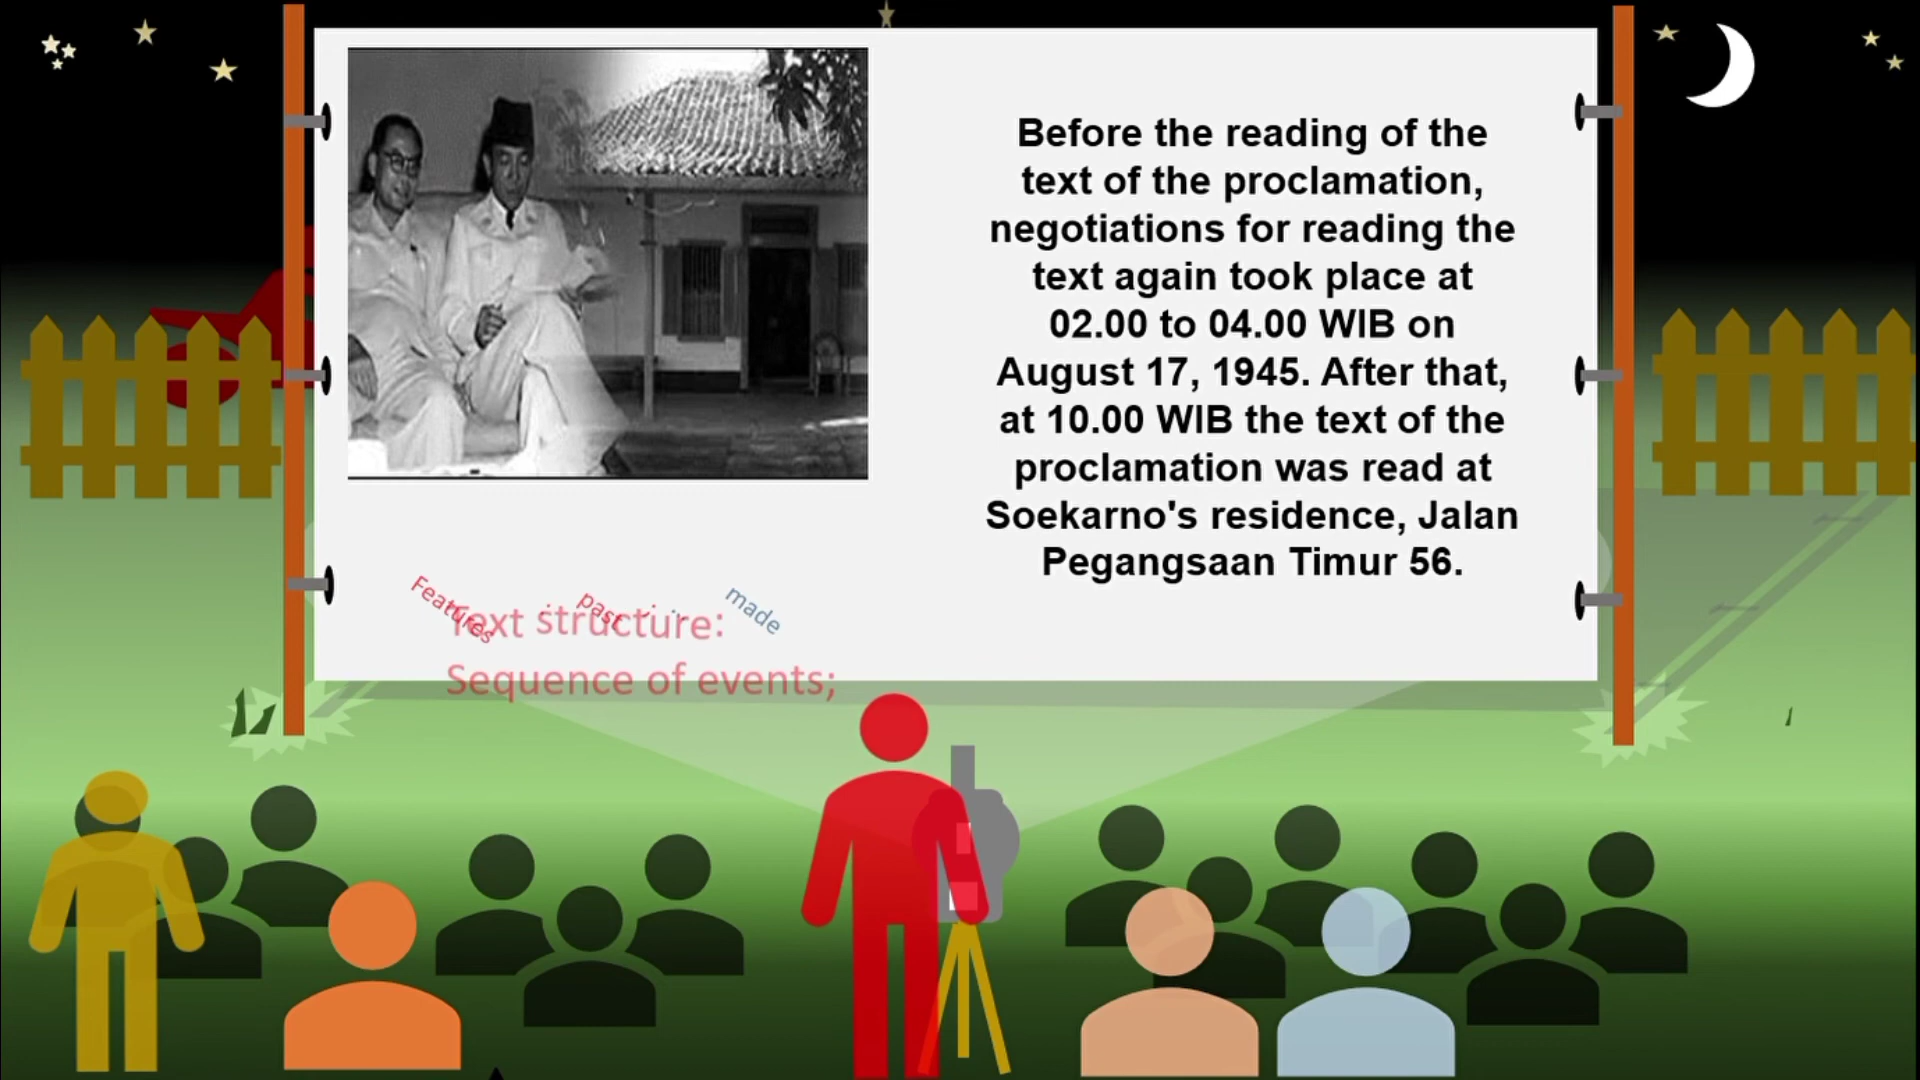 Before the reading of the
text of the proclamation,
negotiations for reading the
text again took place at
02.00 to 04.00 WIB on
August 17, 1945. After that,
at 10.00 WIB the text of the
proclamation was read at
Soekarno's residence, Jalan
Pegangsaan Timur 56.
Features
past
made
Text structure:
Sequence of events;